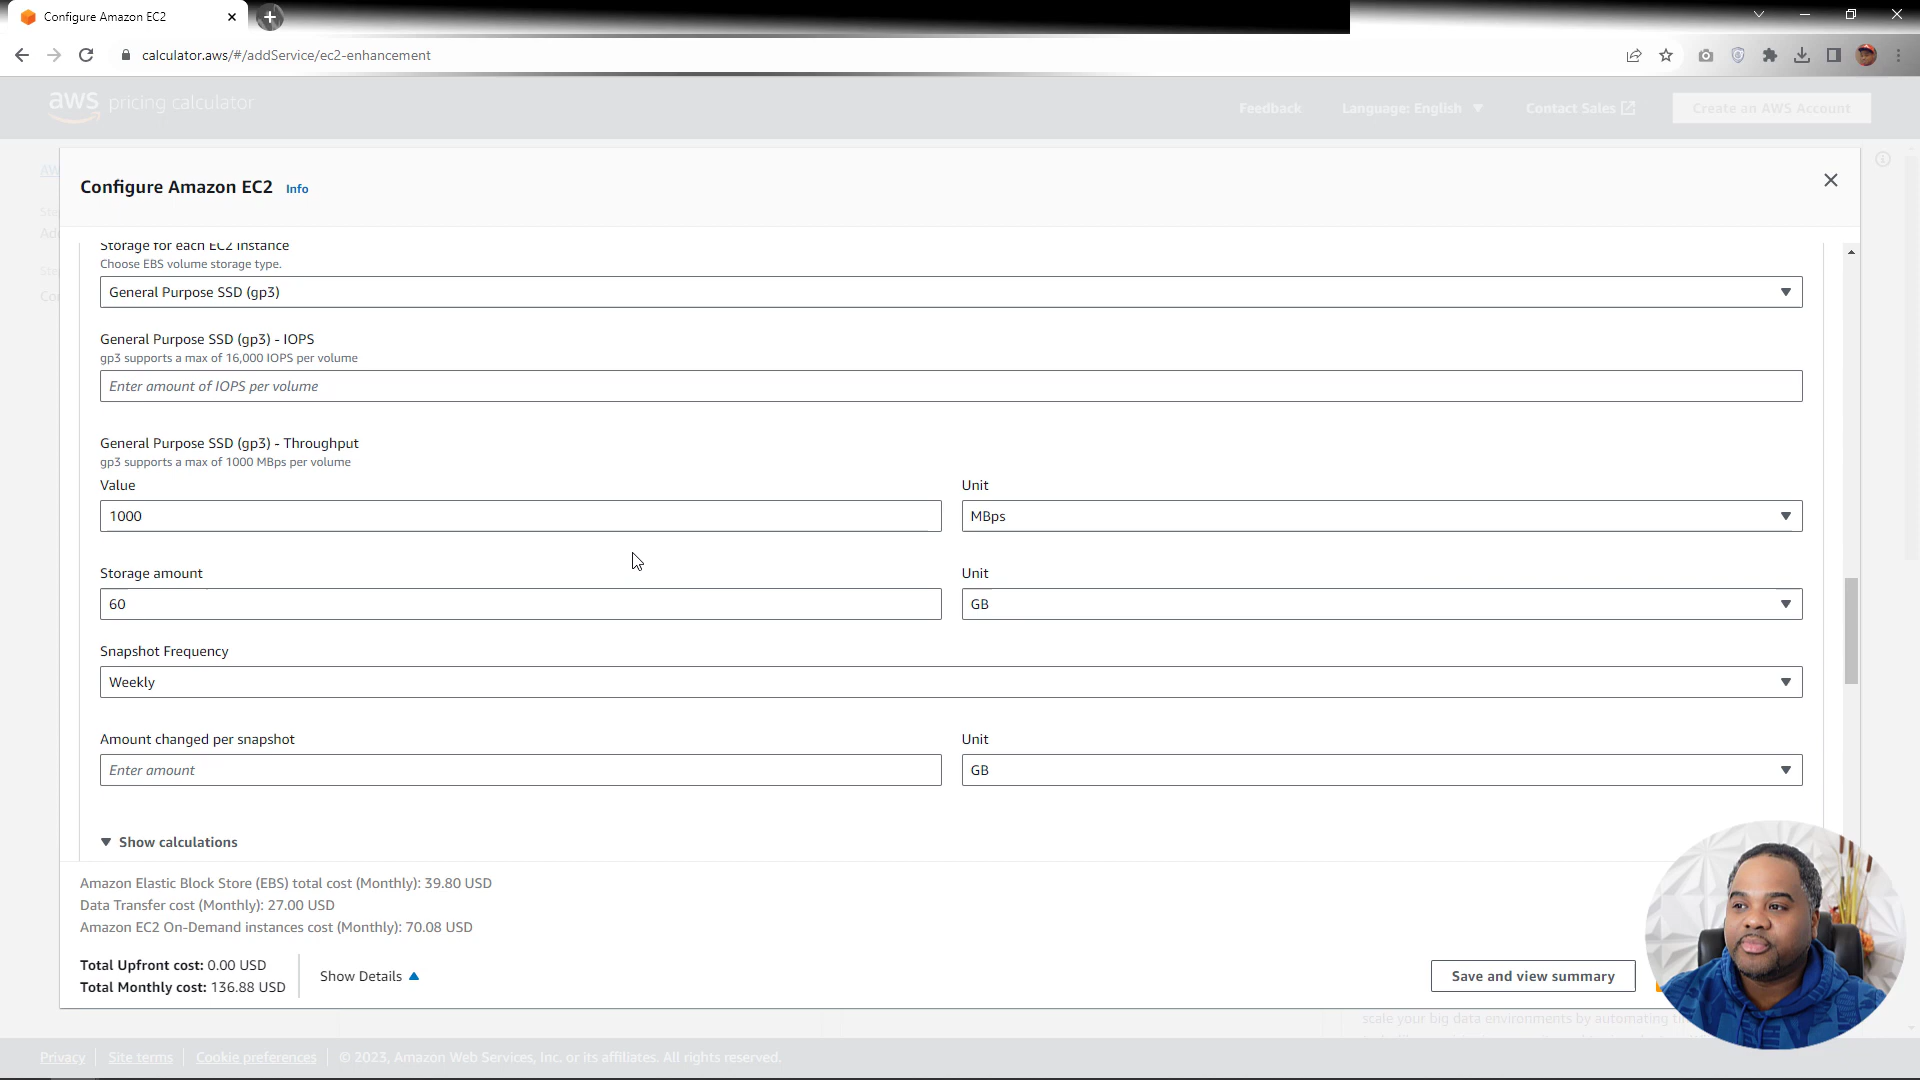 Configure Amazon EC2
calculator.aws/#/addService/ec2-enhancement
aws pricing calculator
Feedback
Language: English
Contact Sales
Create an AWS Account
AW
Configure Amazon EC2 Info
Storage for each EC2 Instance
Choose EBS volume storage type.
General Purpose SSD (gp3)
General Purpose SSD (gp3) - IOPS
gp3 supports a max of 16,000 IOPS per volume
Enter amount of IOPS per volume
General Purpose SSD (gp3) - Throughput
gp3 supports a max of 1000 MBps per volume
Value
Unit
1000
MBps
Storage amount
Unit
60
GB
Snapshot Frequency
Weekly
Amount changed per snapshot
Unit
Enter amount
GB
Show calculations
Amazon Elastic Block Store (EBS) total cost (Monthly): 39.80 USD
Data Transfer cost (Monthly): 27.00 USD
Amazon EC2 On-Demand instances cost (Monthly): 70.08 USD
Total Upfront cost: 0.00 USD
Total Monthly cost: 136.88 USD
Show Details
Save and view summary
scale your big data environments by automating
Privacy
Site terms
Cookie preferences
© 2023, Amazon Web Services, Inc. or its affiliates. All rights reserved.